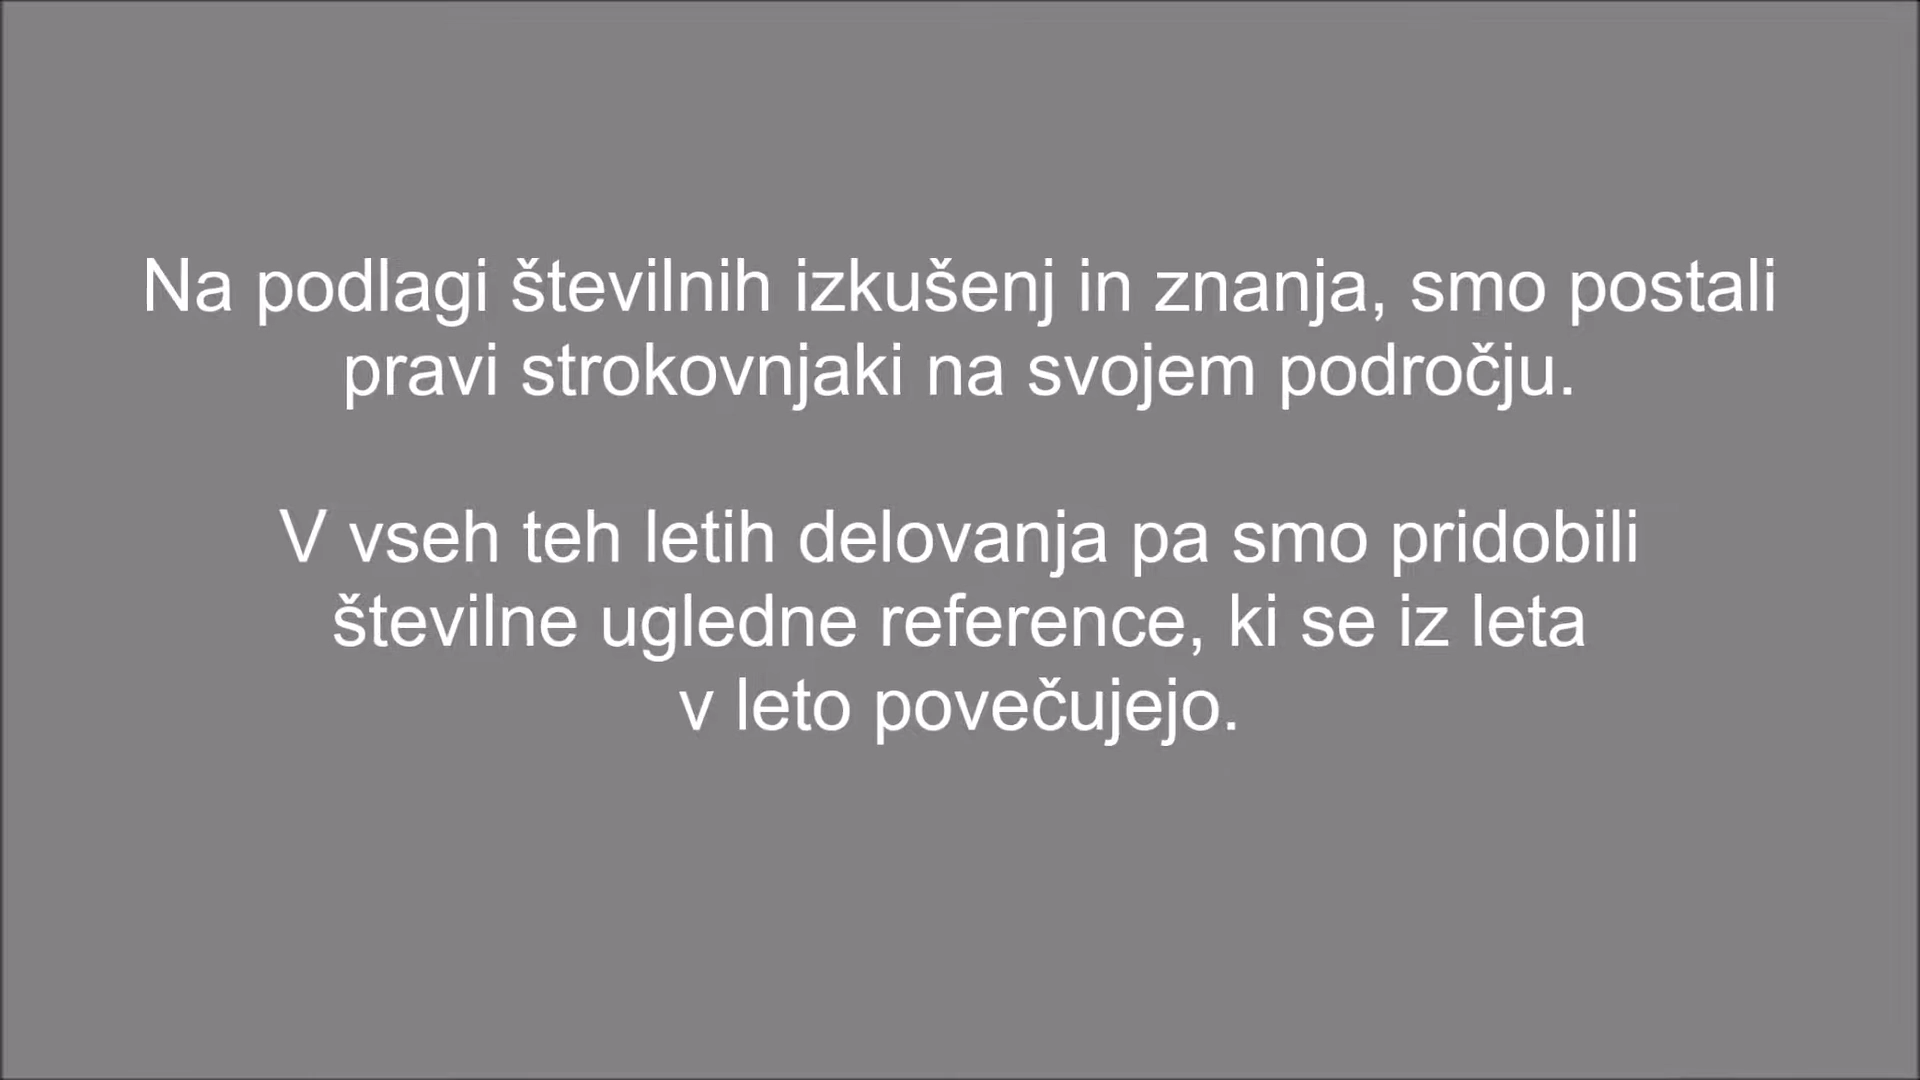 Na podlagi številnih izkušenj in znanja, smo postali
pravi strokovnjaki na svojem področju.
V vseh teh letih delovanja pa smo pridobili
številne ugledne reference, ki se iz leta
v leto povečujejo.